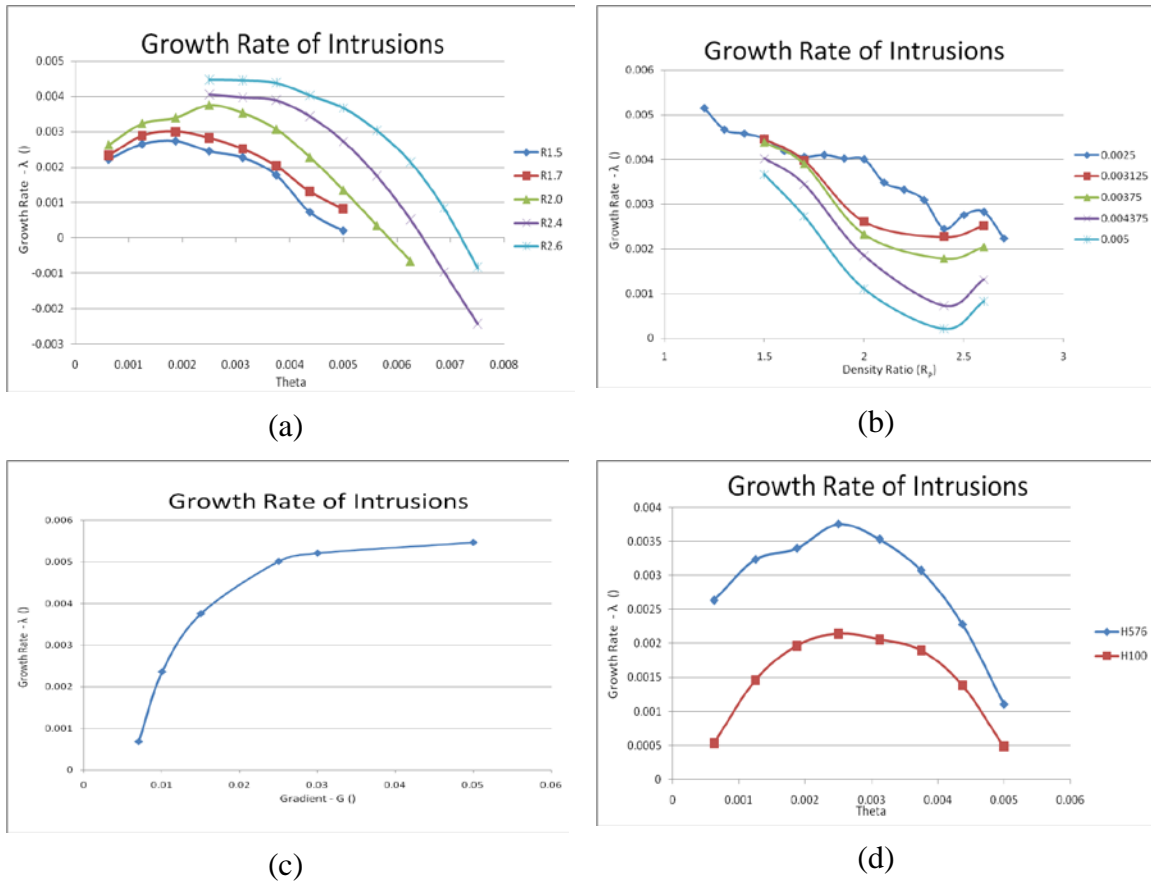 Growth Rate of Intrusions
0.005
0.004
0.003
0.002
0.001
0
-0.001
-0.002
-0.003
Growth Rate - λ ()
0 0.001 0.002 0.003 0.004 0.005 0.006 0.007 0.008
Theta
R1.5
R1.7
R2.0
R2.4
R2.6
(a)
Growth Rate of Intrusions
0.006
0.005
0.004
0.003
0.002
0.001
0
Growth Rate - λ ()
1 1.5 2 2.5 3
Density Ratio (Rρ)
0.0025
0.003125
0.00375
0.004375
0.005
(b)
Growth Rate of Intrusions
0.006
0.005
0.004
0.003
0.002
0.001
0
Growth Rate - λ ()
0 0.01 0.02 0.03 0.04 0.05 0.06
Gradient - G ()
(c)
Growth Rate of Intrusions
0.004
0.0035
0.003
0.0025
0.002
0.0015
0.001
0.0005
0
Growth Rate - λ ()
0 0.001 0.002 0.003 0.004 0.005 0.006
Theta
H576
H100
(d)